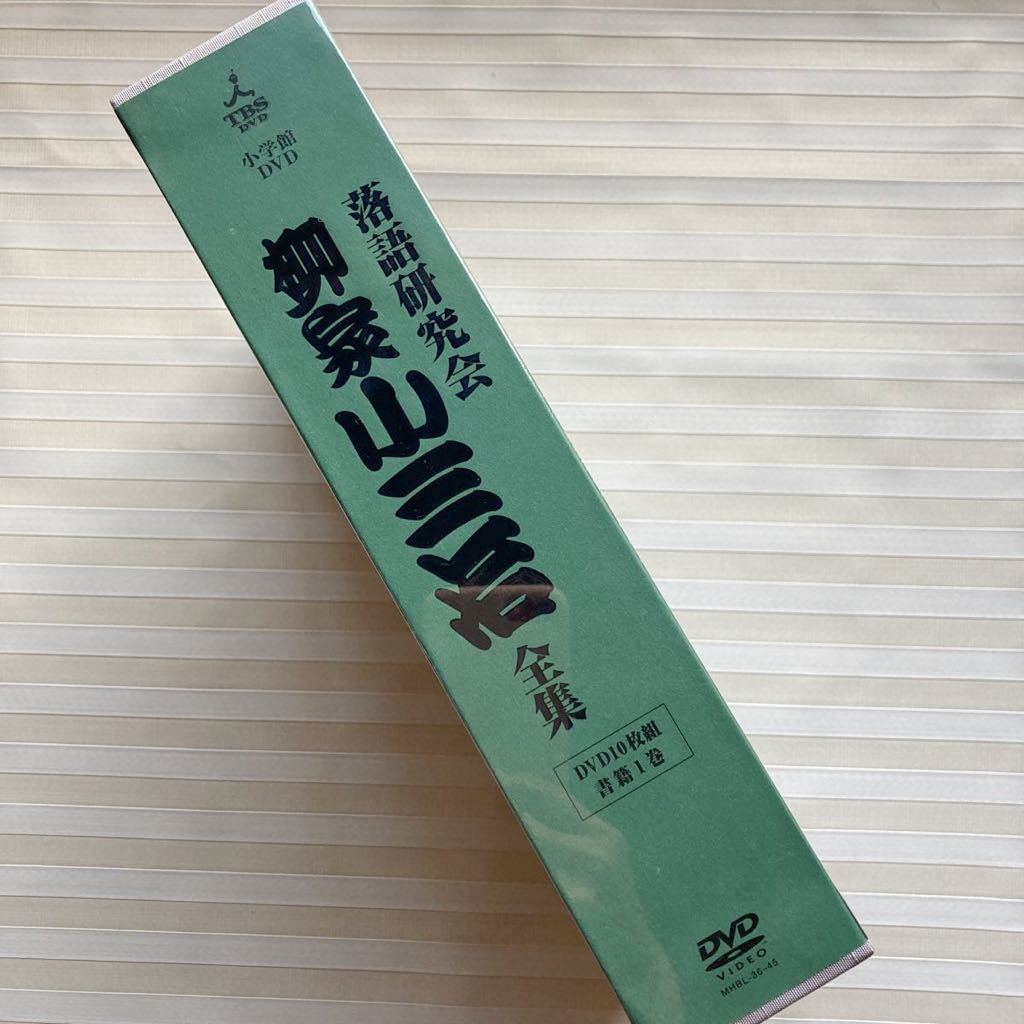 TBS
DVD
小学館
DVD
落語研究会
柳家小三治
全集
DVD10枚組
書籍1巻
DVD
VIDEO
MHBL-36-45